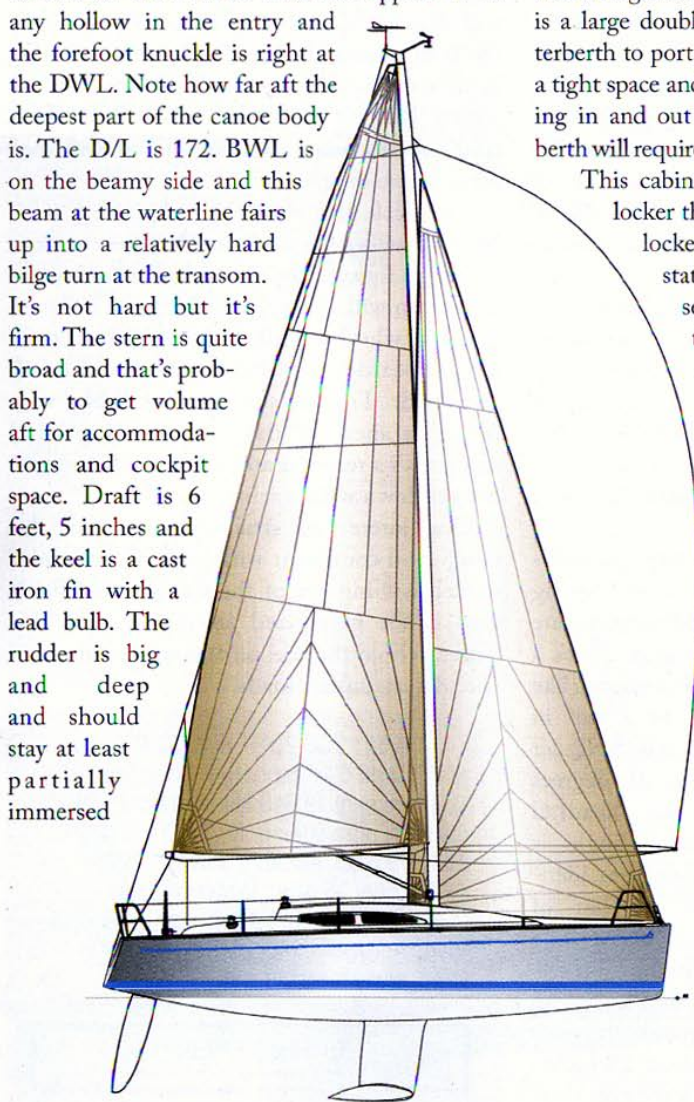 any hollow in the entry and
the forefoot knuckle is right at
the DWL. Note how far aft the
deepest part of the canoe body
is. The D/L is 172. BWL is
on the beamy side and this
beam at the waterline fairs
up into a relatively hard
bilge turn at the transom.
It's not hard but it's
firm. The stern is quite
broad and that's prob-
ably to get volume
aft for accommoda-
tions and cockpit
space. Draft is 6
feet, 5 inches and
the keel is a cast
iron fin with a
lead bulb. The
rudder is big
and deep
and should
stay at least
partially
immersed
is a large doubl
terberth to port
a tight space and
ing in and out
berth will require
This cabin
locker th
locke
stat